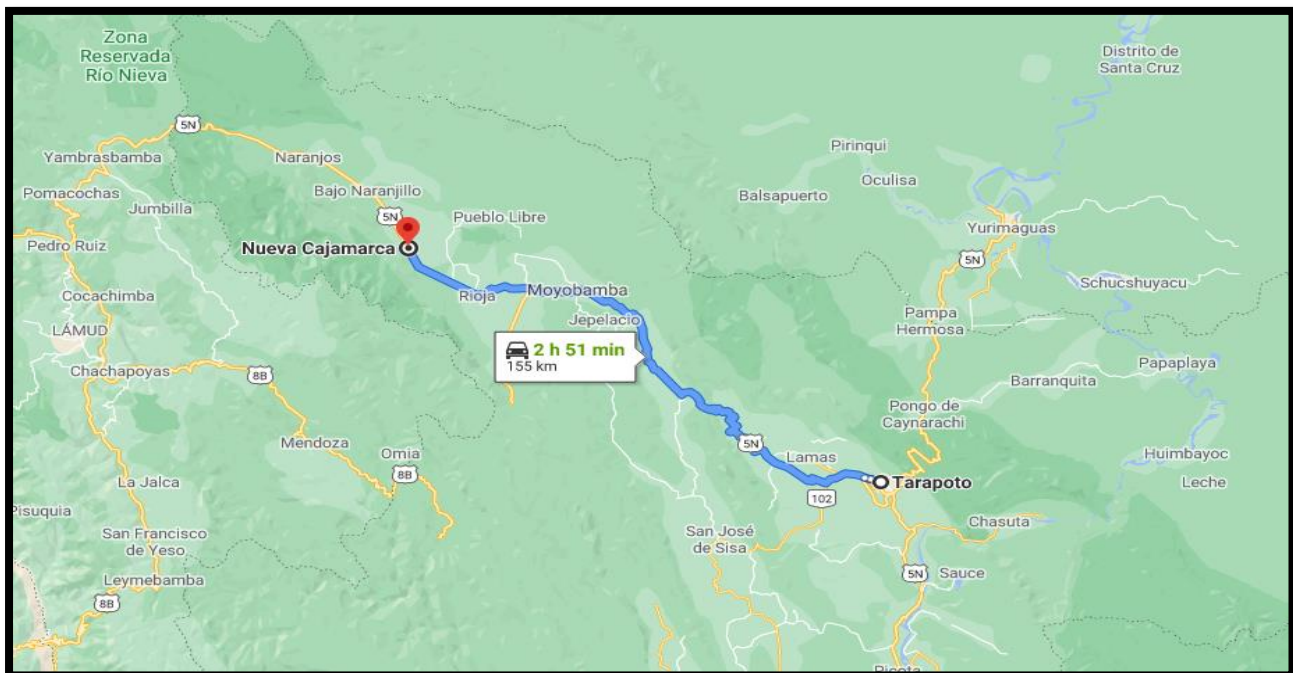 Zona
Reservada
Río Nieva
Distrito de
Santa Cruz
5N
Yambrasbamba
Naranjos
Pirinqui
Pomacochas
Jumbilla
Bajo Naranjillo
Balsapuerto
Oculisa
5N
Pueblo Libre
Yurimaguas
Pedro Ruiz
Nueva Cajamarca
5N
Cocachimba
Rioja
Moyobamba
Schucshuyacu
LÁMUD
Jepelacio
Pampa
Hermosa
2 h 51 min
155 km
Chachapoyas
8B
Papaplaya
Barranquita
Pongo de
Caynarachi
Mendoza
Omia
5N
Lamas
Huimbayoc
8B
La Jalca
Tarapoto
Leche
102
Pisuquia
San Francisco
de Yeso
San José
de Sisa
Chasuta
Leymebamba
5N
Sauce
8B